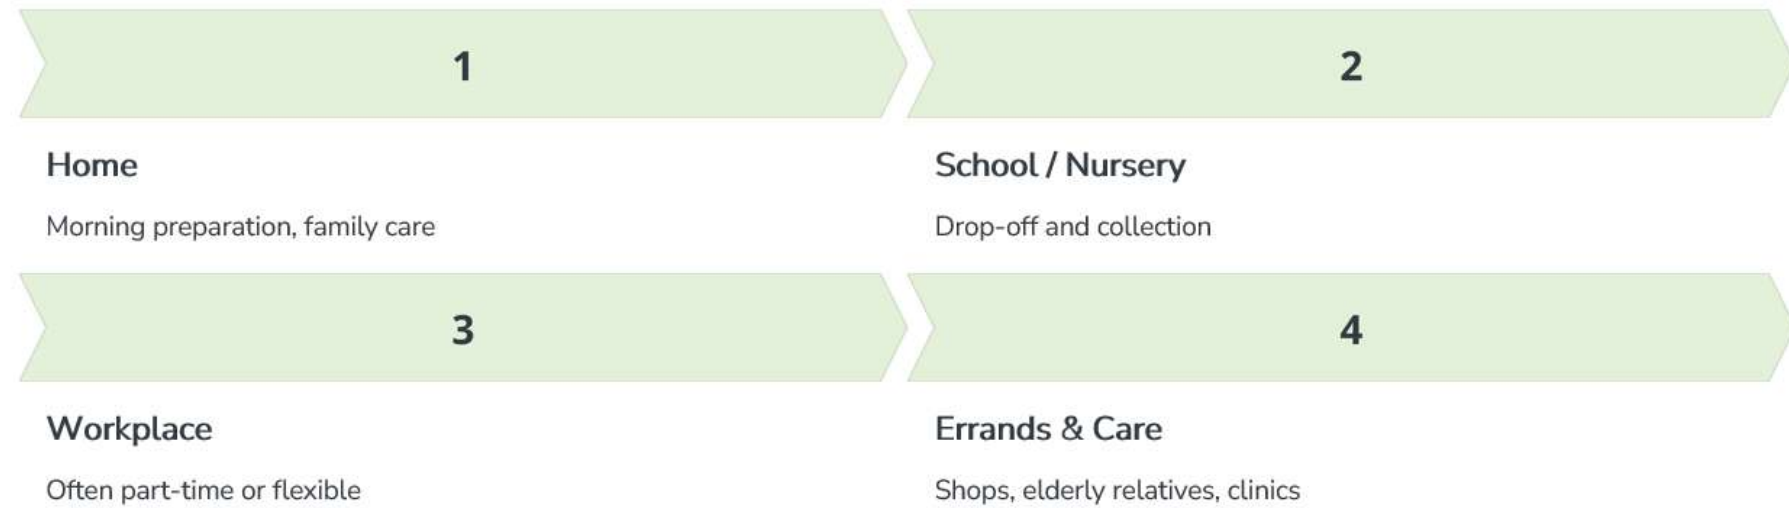 1
Home
Morning preparation, family care
2
School / Nursery
Drop-off and collection
3
Workplace
Often part-time or flexible
4
Errands & Care
Shops, elderly relatives, clinics